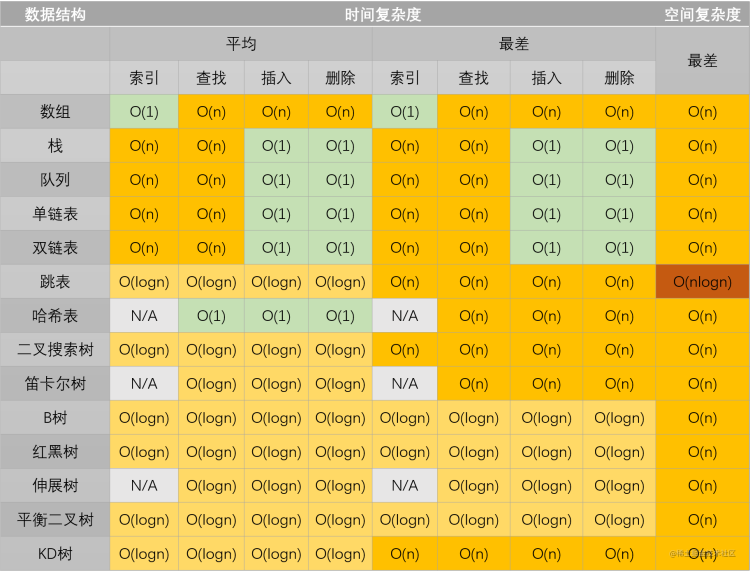 数据结构 时间复杂度 空间复杂度
平均 最差 最差
索引 查找 插入 删除 索引 查找 插入 删除
数组 O(1) O(n) O(n) O(n) O(1) O(n) O(n) O(n) O(n)
栈 O(n) O(n) O(1) O(1) O(n) O(n) O(1) O(1) O(n)
队列 O(n) O(n) O(1) O(1) O(n) O(n) O(1) O(1) O(n)
单链表 O(n) O(n) O(1) O(1) O(n) O(n) O(1) O(1) O(n)
双链表 O(n) O(n) O(1) O(1) O(n) O(n) O(1) O(1) O(n)
跳表 O(logn) O(logn) O(logn) O(logn) O(n) O(n) O(n) O(n) O(nlogn)
哈希表 N/A O(1) O(1) O(1) N/A O(n) O(n) O(n) O(n)
二叉搜索树 O(logn) O(logn) O(logn) O(logn) O(n) O(n) O(n) O(n) O(n)
笛卡尔树 N/A O(logn) O(logn) O(logn) N/A O(n) O(n) O(n) O(n)
B树 O(logn) O(logn) O(logn) O(logn) O(logn) O(logn) O(logn) O(logn) O(n)
红黑树 O(logn) O(logn) O(logn) O(logn) O(logn) O(logn) O(logn) O(logn) O(n)
伸展树 N/A O(logn) O(logn) O(logn) N/A O(logn) O(logn) O(logn) O(n)
平衡二叉树 O(logn) O(logn) O(logn) O(logn) O(logn) O(logn) O(logn) O(logn) O(n)
KD树 O(logn) O(logn) O(logn) O(logn) O(n) O(n) O(n) O(n) O(n)